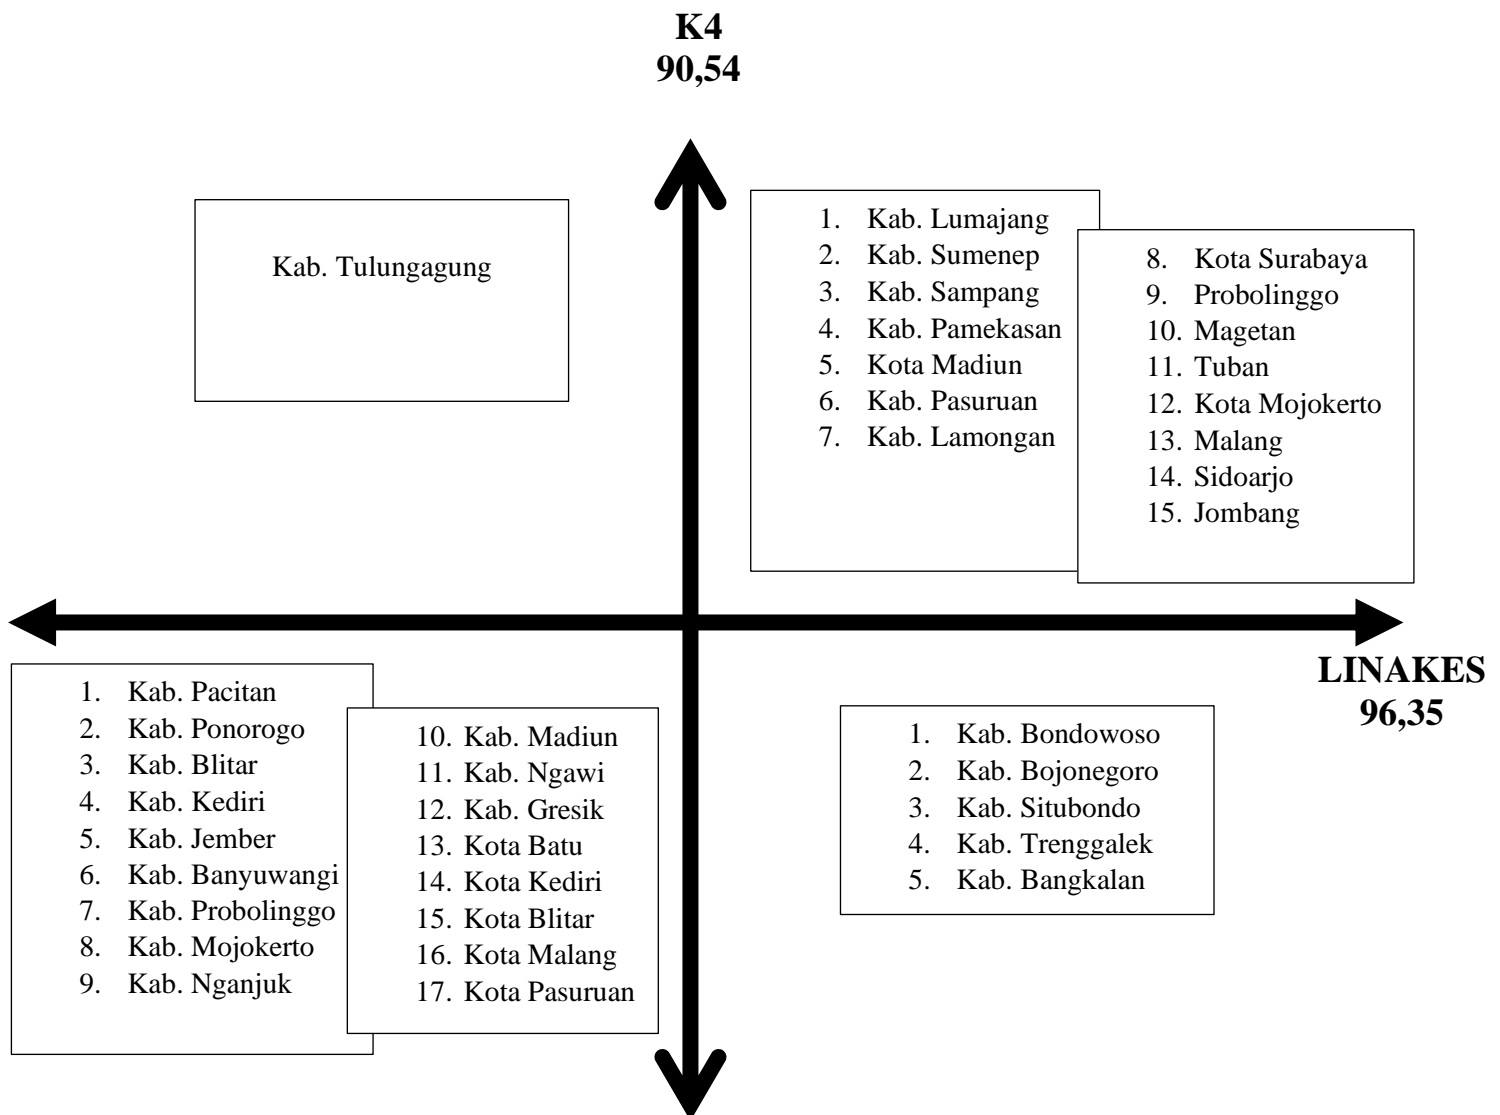 K4
90,54
Kab. Tulungagung
1. Kab. Lumajang
2. Kab. Sumenep
3. Kab. Sampang
4. Kab. Pamekasan
5. Kota Madiun
6. Kab. Pasuruan
7. Kab. Lamongan
8. Kota Surabaya
9. Probolinggo
10. Magetan
11. Tuban
12. Kota Mojokerto
13. Malang
14. Sidoarjo
15. Jombang
LINAKES
96,35
1. Kab. Pacitan
2. Kab. Ponorogo
3. Kab. Blitar
4. Kab. Kediri
5. Kab. Jember
6. Kab. Banyuwangi
7. Kab. Probolinggo
8. Kab. Mojokerto
9. Kab. Nganjuk
10. Kab. Madiun
11. Kab. Ngawi
12. Kab. Gresik
13. Kota Batu
14. Kota Kediri
15. Kota Blitar
16. Kota Malang
17. Kota Pasuruan
1. Kab. Bondowoso
2. Kab. Bojonegoro
3. Kab. Situbondo
4. Kab. Trenggalek
5. Kab. Bangkalan